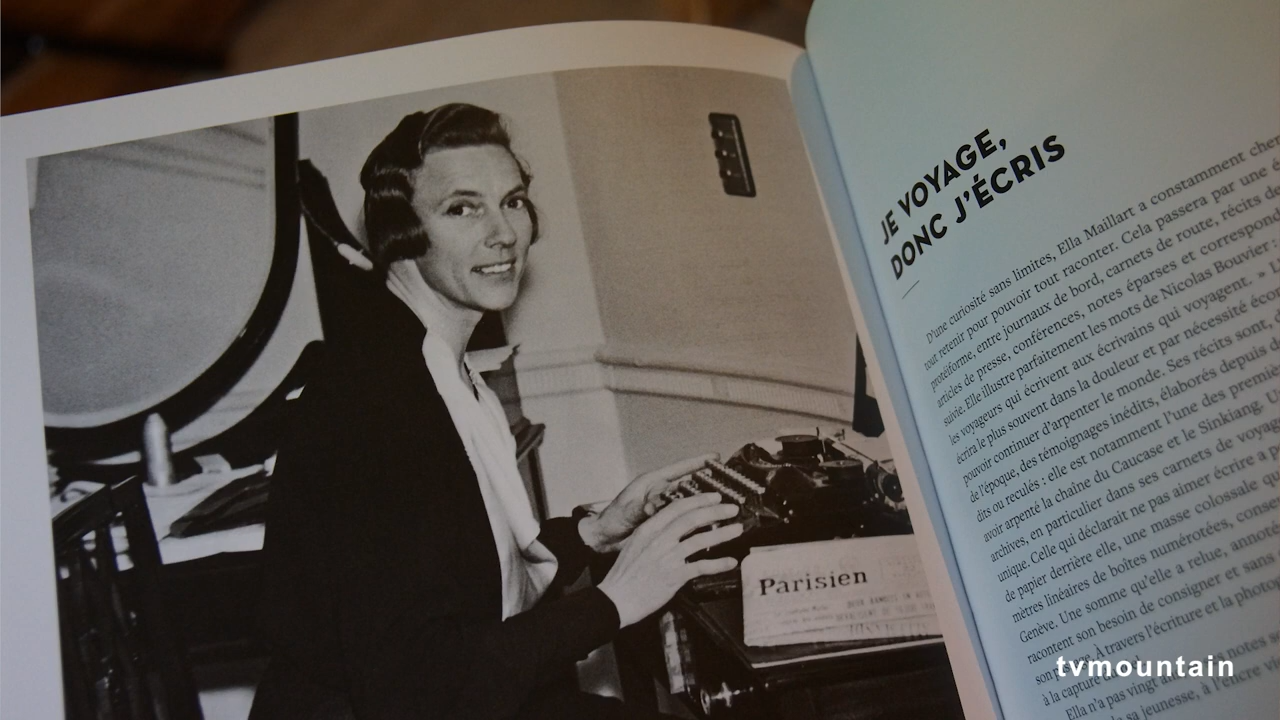 Parisien
JE VOYAGE,
DONC J'ÉCRIS
D'une curiosité sans limites, Ella Maillart a constamment cher
tout retenir pour pouvoir tout raconter. Cela passera par une é
protéiforme, entre journaux de bord, carnets de route, récits de
articles de presse, conférences, notes éparses et correspond
suivie. Elle illustre parfaitement les mots de Nicolas Bouvier :
les voyageurs qui écrivent aux écrivains qui voyagent. »
écrira le plus souvent dans la douleur et par nécessité éco
pouvoir continuer d'arpenter le monde. Ses récits sont, d
de l'époque, des témoignages inédits, élaborés depuis d
dits ou reculés : elle est notamment l'une des premiè
avoir arpenté la chaîne du Caucase et le Sinkiang. U
archives, en particulier dans ses carnets de voyag
unique. Celle qui déclarait ne pas aimer écrire a p
de papier derrière elle, une masse colossale qu
mètres linéaires de boîtes numérotées, conse
Genève. Une somme qu'elle a relue, annoté
racontent son besoin de consigner et sans
son À travers l'écriture et la photo
à la capture
Ella n'a pas vingt notes s
sa jeunesse, à l'encre vi
tvmountain